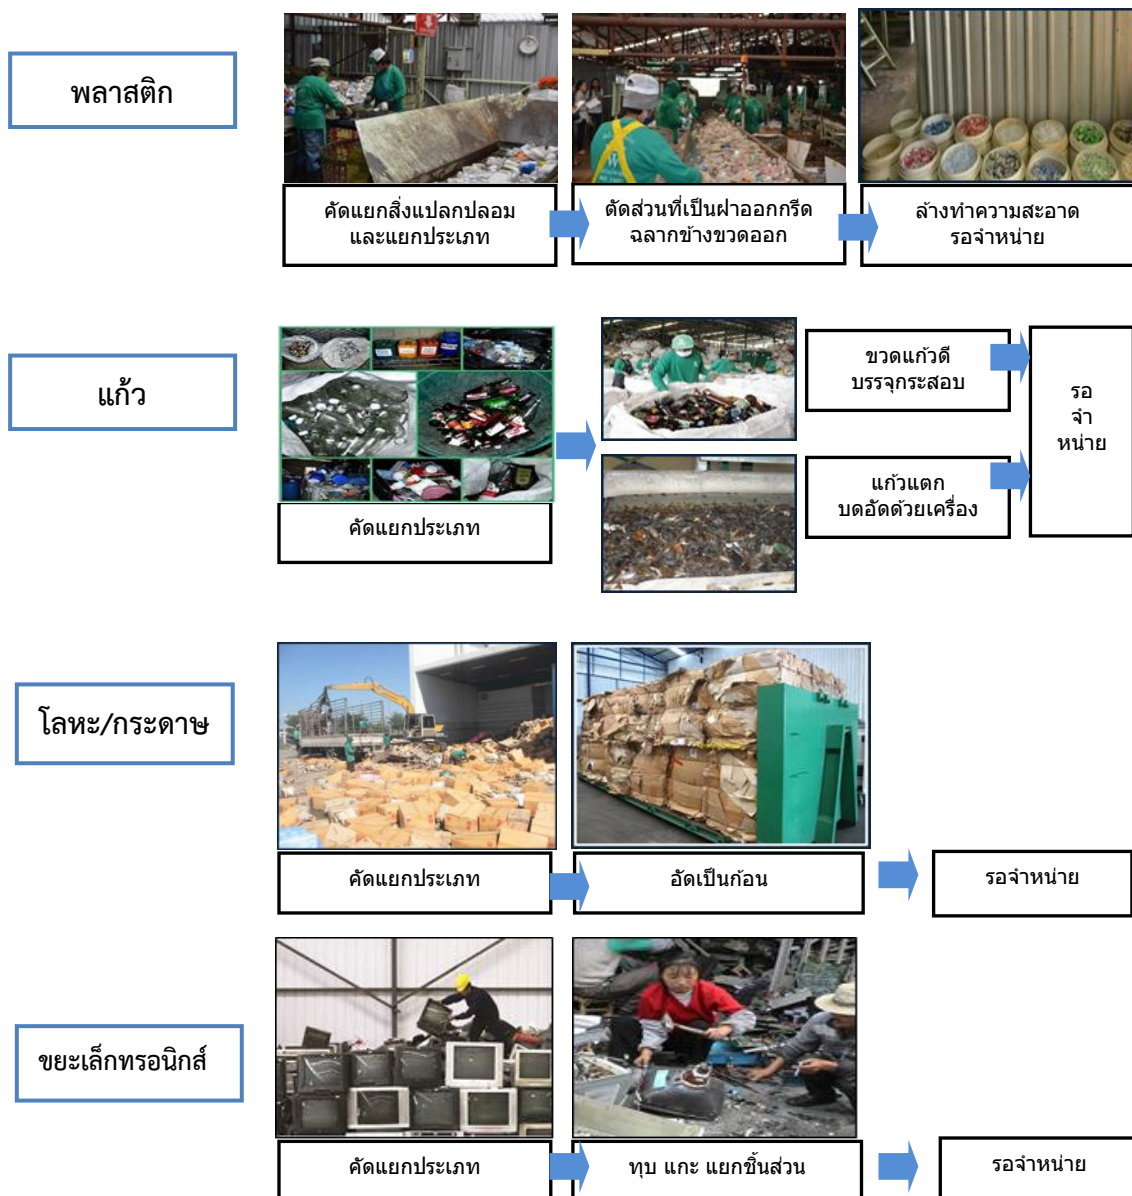 พลาสติก
คัดแยกสิ่งแปลกปลอม
และแยกประเภท
ตัดส่วนที่เป็นฝาออกกรีด
ฉลากข้างขวดออก
ล้างทำความสะอาด
รอจำหน่าย
แก้ว
คัดแยกประเภท
ขวดแก้วดี
บรรจุกระสอบ
แก้วแตก
บดอัดด้วยเครื่อง
รอ
จำ
หน่าย
โลหะ/กระดาษ
คัดแยกประเภท
อัดเป็นก้อน
รอจำหน่าย
ขยะเล็กทรอนิกส์
คัดแยกประเภท
ทุบ แกะ แยกชิ้นส่วน
รอจำหน่าย